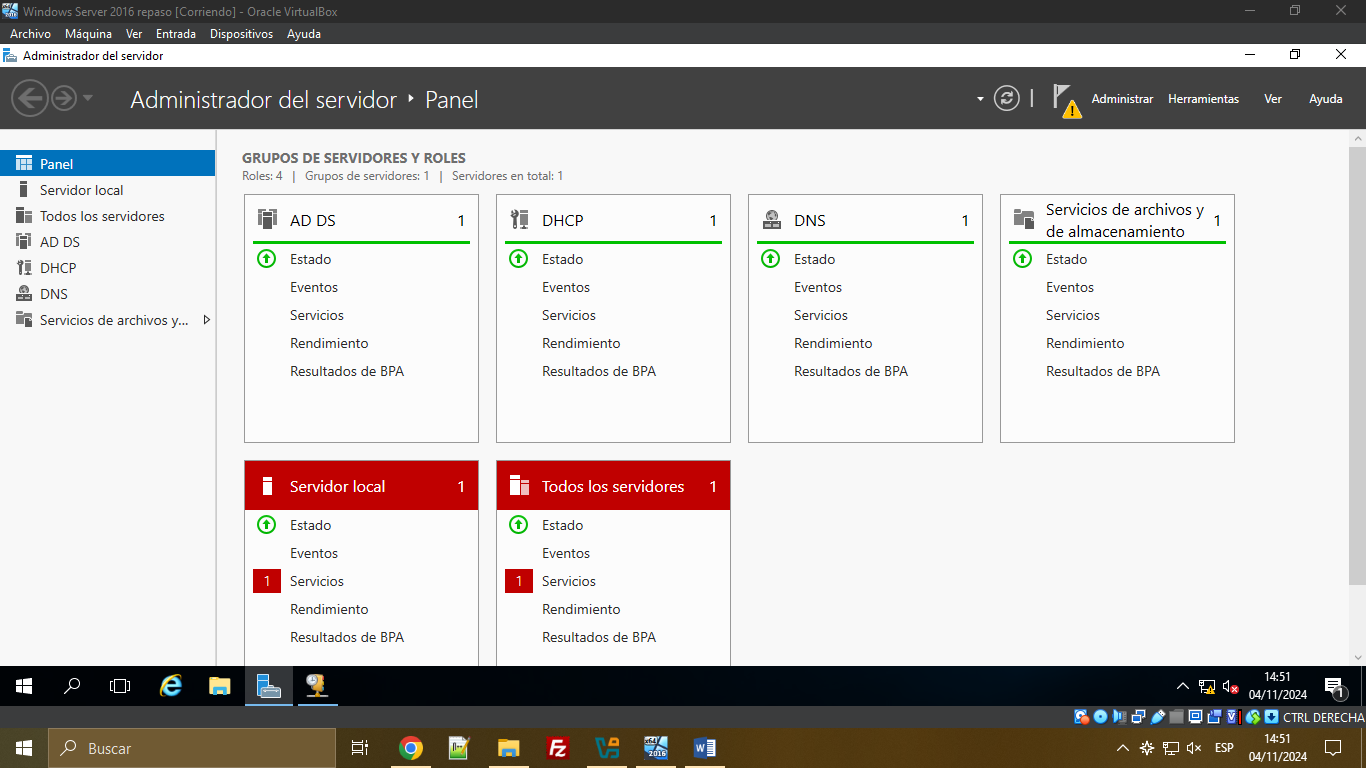 Windows Server 2016 repaso [Corriendo] - Oracle VirtualBox
Archivo Máquina Ver Entrada Dispositivos Ayuda
Administrador del servidor
Administrador del servidor Panel
Administrar Herramientas Ver Ayuda
Panel
Servidor local
Todos los servidores
AD DS
DHCP
DNS
Servicios de archivos y...
GRUPOS DE SERVIDORES Y ROLES
Roles: 4 | Grupos de servidores: 1 | Servidores en total: 1
AD DS 1
Estado
Eventos
Servicios
Rendimiento
Resultados de BPA
DHCP 1
Estado
Eventos
Servicios
Rendimiento
Resultados de BPA
DNS 1
Estado
Eventos
Servicios
Rendimiento
Resultados de BPA
Servicios de archivos y
de almacenamiento 1
Estado
Eventos
Servicios
Rendimiento
Resultados de BPA
Servidor local 1
Estado
Eventos
1 Servicios
Rendimiento
Resultados de BPA
Todos los servidores 1
Estado
Eventos
1 Servicios
Rendimiento
Resultados de BPA
14:51
04/11/2024
1
CTRL DERECHA
Buscar
x64
2016
ESP
14:51
04/11/2024